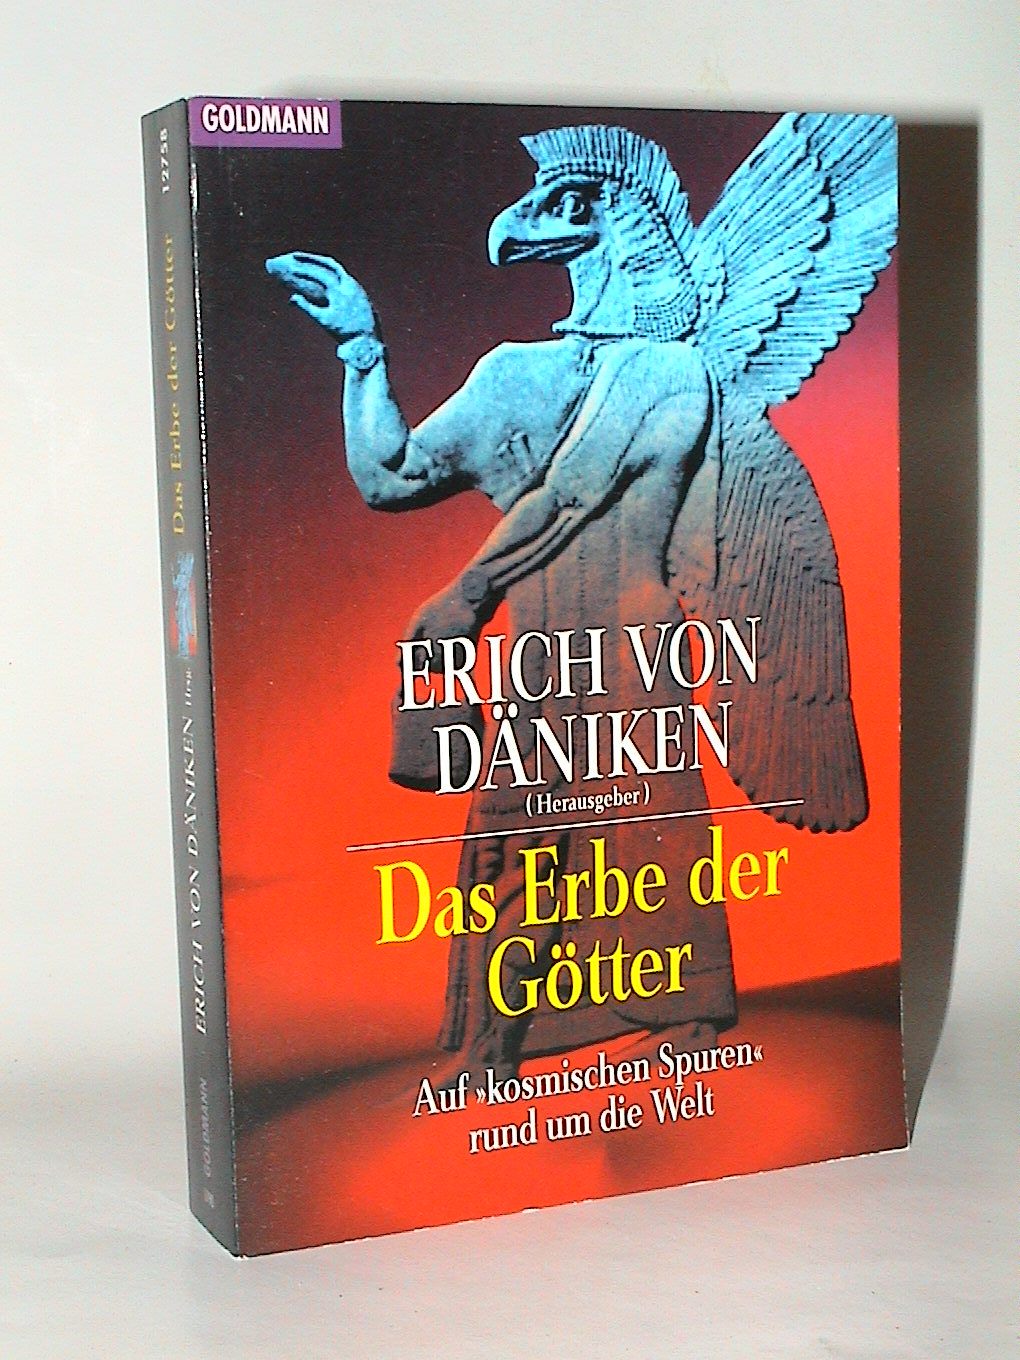 GOLDMANN
ERICH VON
DÄNIKEN
(Herausgeber)
Das Erbe der
Götter
Auf »kosmischen Spuren«
rund um die Welt
12758
Das Erbe der Götter
ERICH VON DÄNIKEN Hrsg.
GOLDMANN